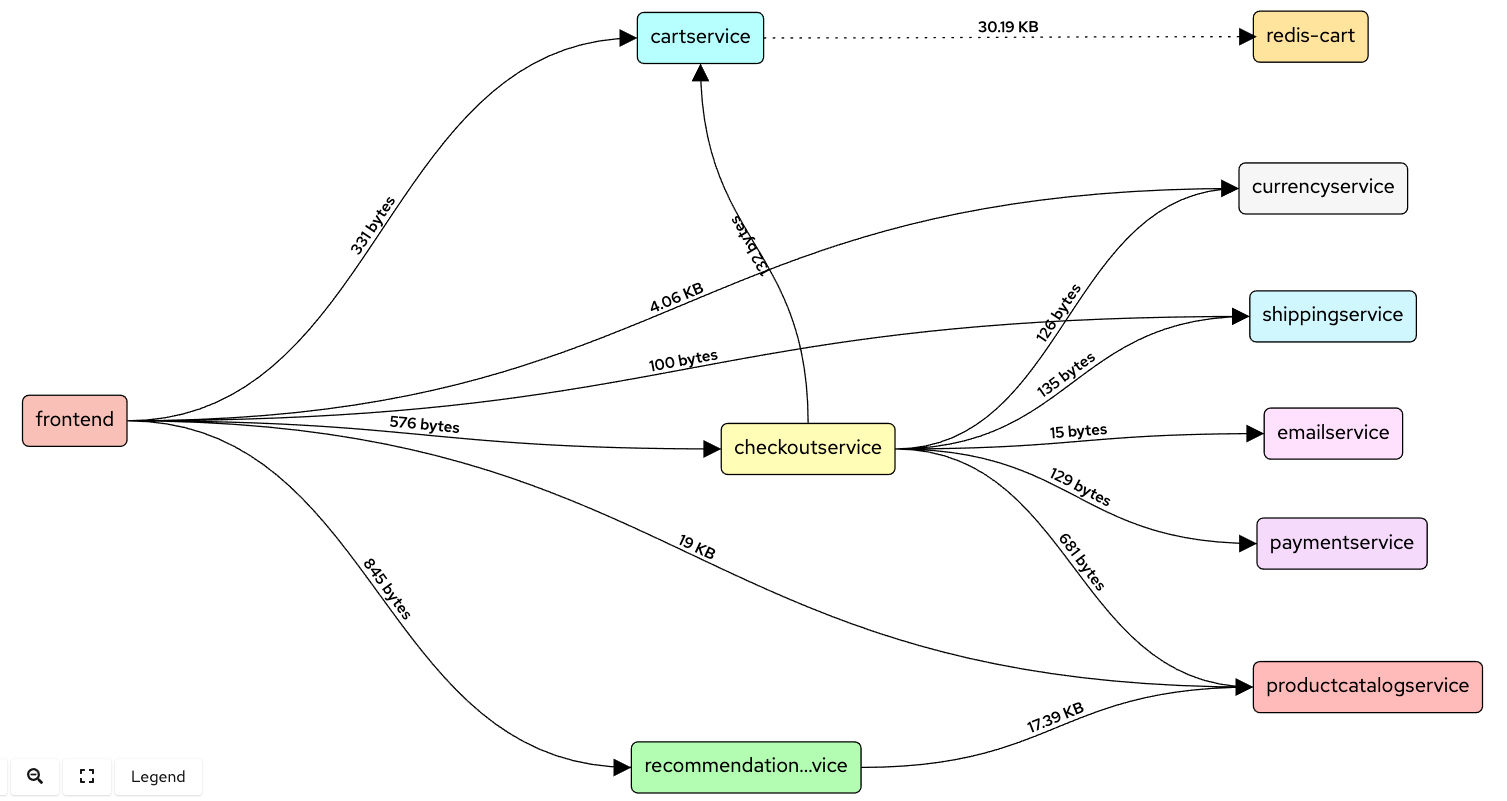 cartservice
30.19 KB
redis-cart
currencyservice
331 bytes
132 bytes
4.06 KB
126 bytes
shippingservice
100 bytes
135 bytes
frontend
576 bytes
checkoutservice
15 bytes
emailservice
129 bytes
19 KB
paymentservice
681 bytes
845 bytes
productcatalogservice
17.39 KB
recommendation...vice
Legend